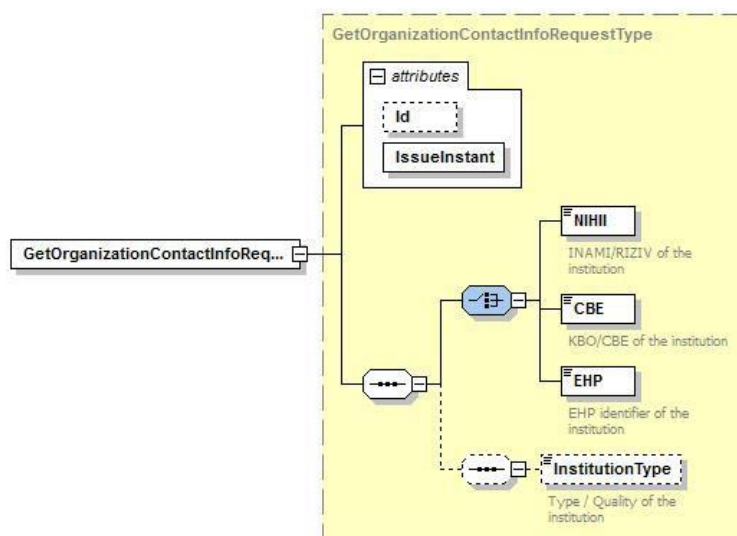 GetOrganizationContactInfoRequestType
attributes
Id
IssueInstant
GetOrganizationContactInfoReq...
NIHII
INAMI/RIZIV of the
institution
CBE
KBO/CBE of the institution
EHP
EHP identifier of the
institution
InstitutionType
Type / Quality of the
institution